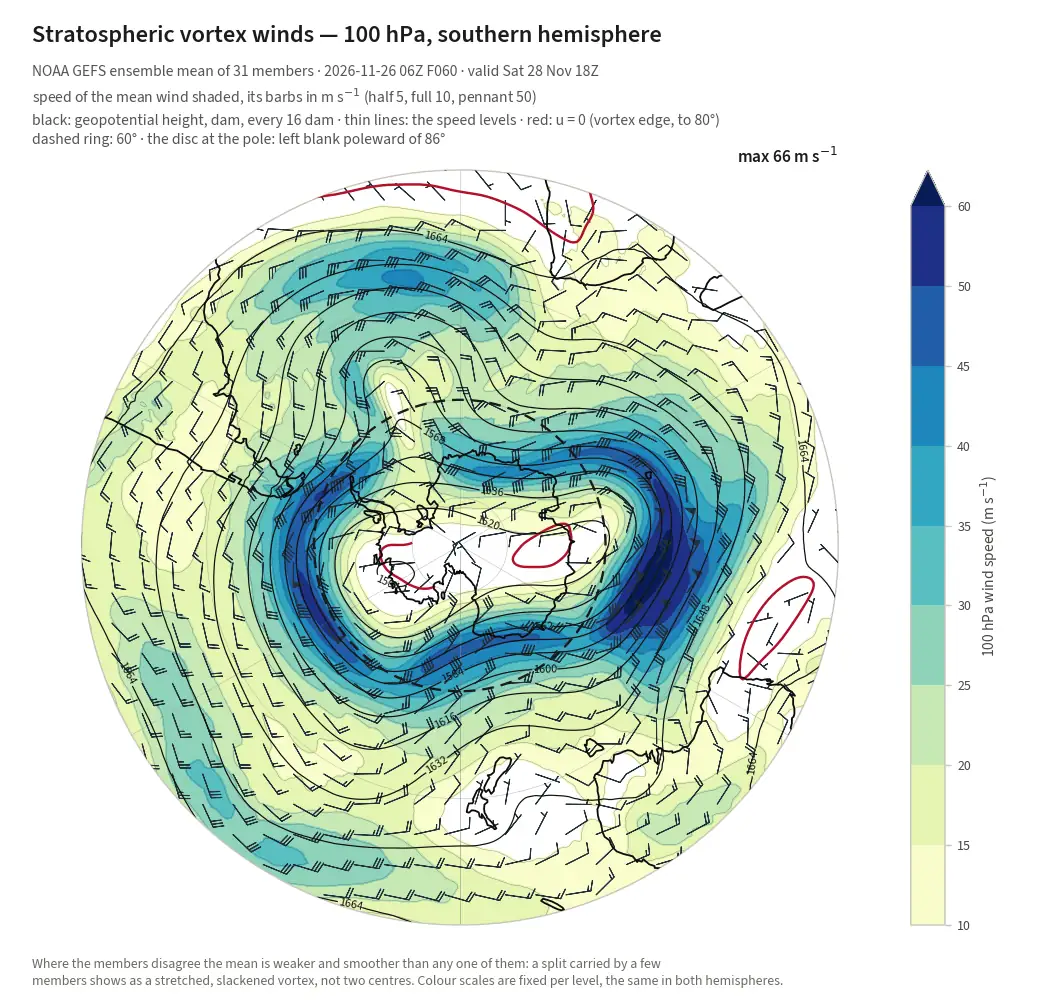 Stratospheric vortex winds — 100 hPa, southern hemisphere
NOAA GEFS ensemble mean of 31 members · 2026-11-26 06Z F060 · valid Sat 28 Nov 18Z
speed of the mean wind shaded, its barbs in m s⁻¹ (half 5, full 10, pennant 50)
black: geopotential height, dam, every 16 dam · thin lines: the speed levels · red: u = 0 (vortex edge, to 80°)
dashed ring: 60° · the disc at the pole: left blank poleward of 86°
max 66 m s⁻¹
60
50
45
40
35
30
25
20
15
10
100 hPa wind speed (m s⁻¹)
1664
1664
1568
1536
1520
1648
1600
1584
1616
1632
1664
1664
1664
Where the members disagree the mean is weaker and smoother than any one of them: a split carried by a few
members shows as a stretched, slackened vortex, not two centres. Colour scales are fixed per level, the same in both hemispheres.